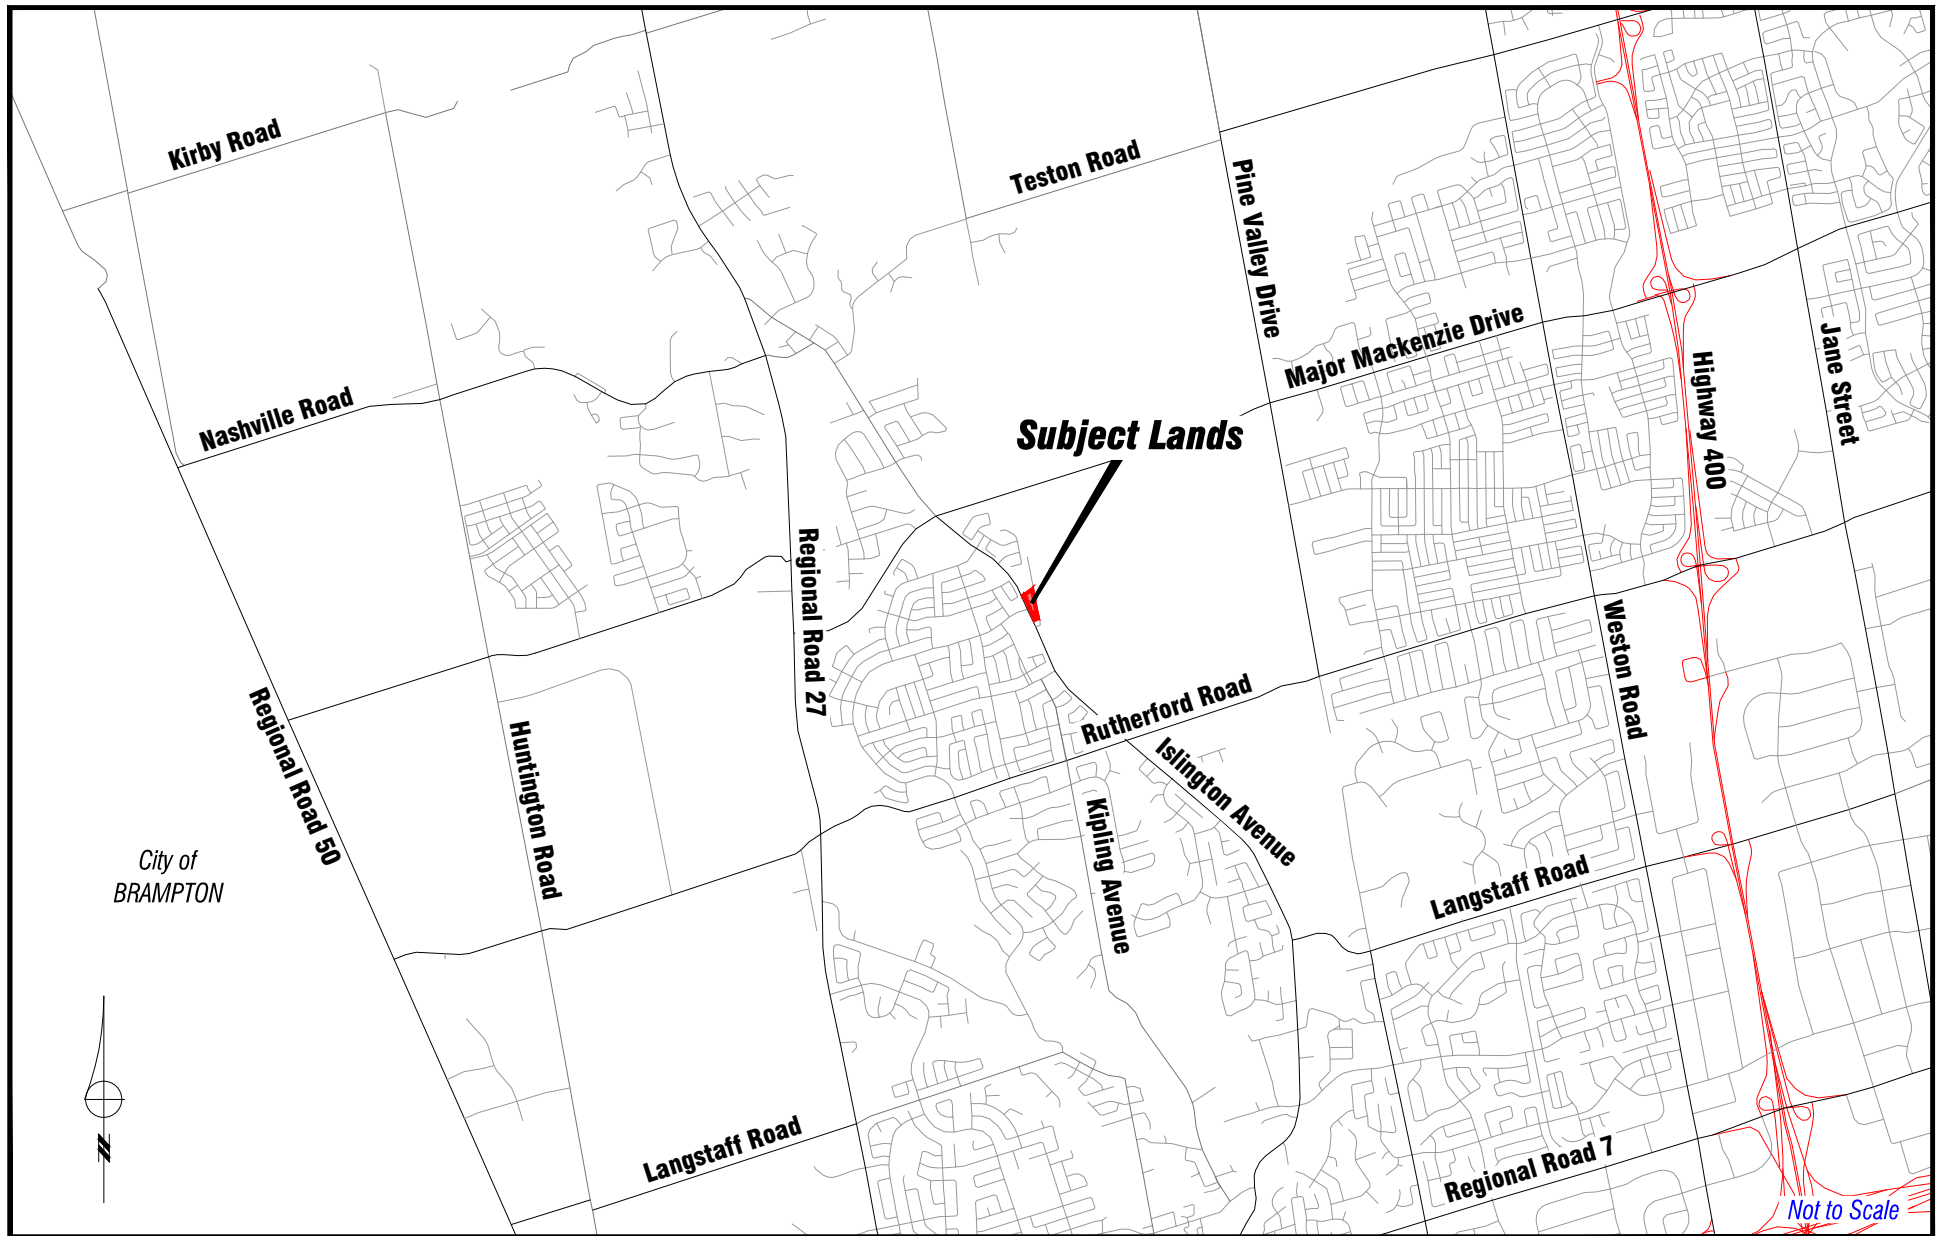 Kirby Road
Teston Road
Pine Valley Drive
Major Mackenzie Drive
Jane Street
Highway 400
Nashville Road
Subject Lands
Regional Road 27
Weston Road
Rutherford Road
Regional Road 50
Huntington Road
Islington Avenue
Kipling Avenue
City of
BRAMPTON
Langstaff Road
N
Langstaff Road
Regional Road 7
Not to Scale